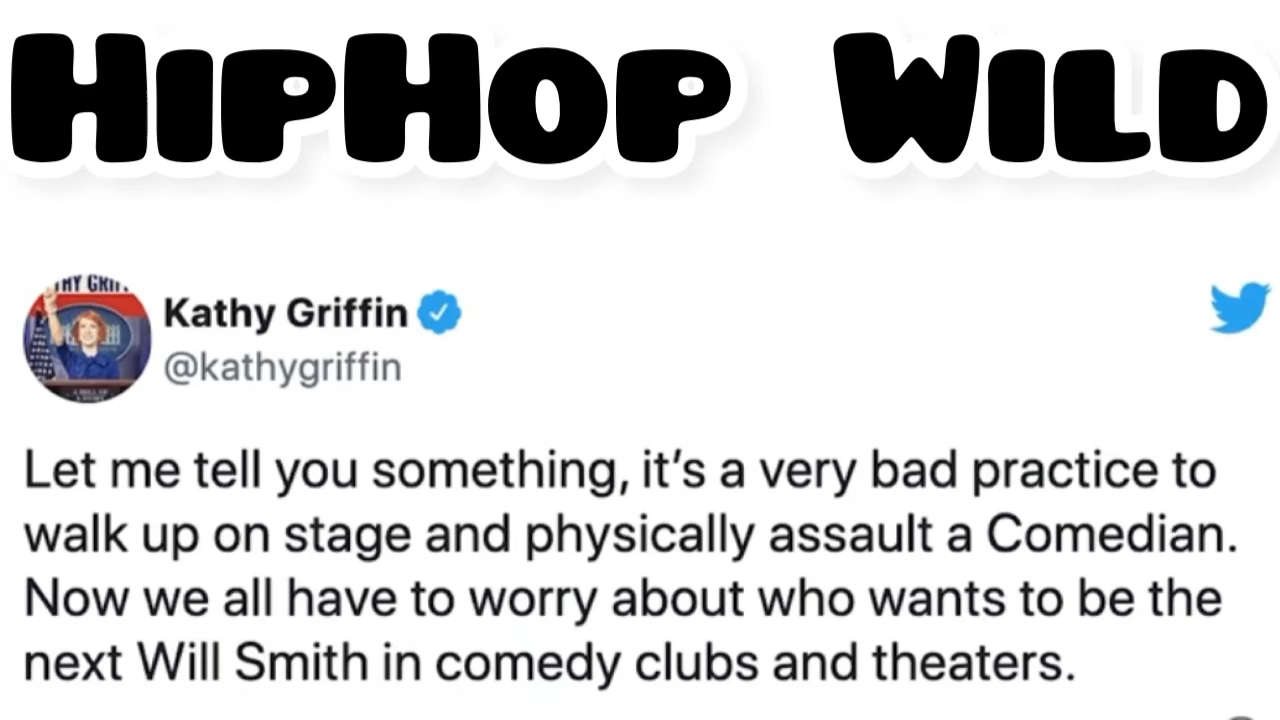 HipHop Wild
Kathy Griffin
@kathygriffin
Let me tell you something, it’s a very bad practice to
walk up on stage and physically assault a Comedian.
Now we all have to worry about who wants to be the
next Will Smith in comedy clubs and theaters.